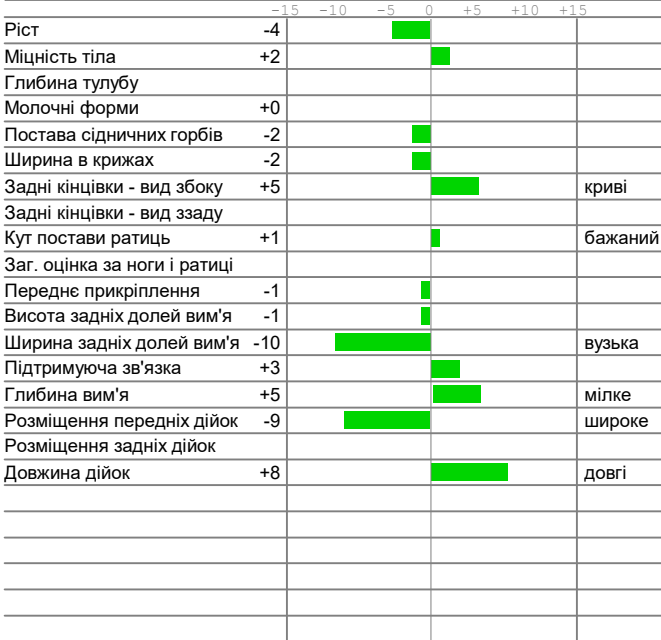 -15 -10 -5 0 +5 +10 +15
Ріст -4
Міцність тіла +2
Глибина тулубу
Молочні форми +0
Постава сідничних горбів -2
Ширина в крижах -2
Задні кінцівки - вид збоку +5 криві
Задні кінцівки - вид ззаду
Кут постави ратиць +1 бажаний
Заг. оцінка за ноги і ратиці
Переднє прикріплення -1
Висота задніх долей вим'я -1
Ширина задніх долей вим'я -10 вузька
Підтримуюча зв'язка +3
Глибина вим'я +5 мілке
Розміщення передніх дійок -9 широке
Розміщення задніх дійок
Довжина дійок +8 довгі